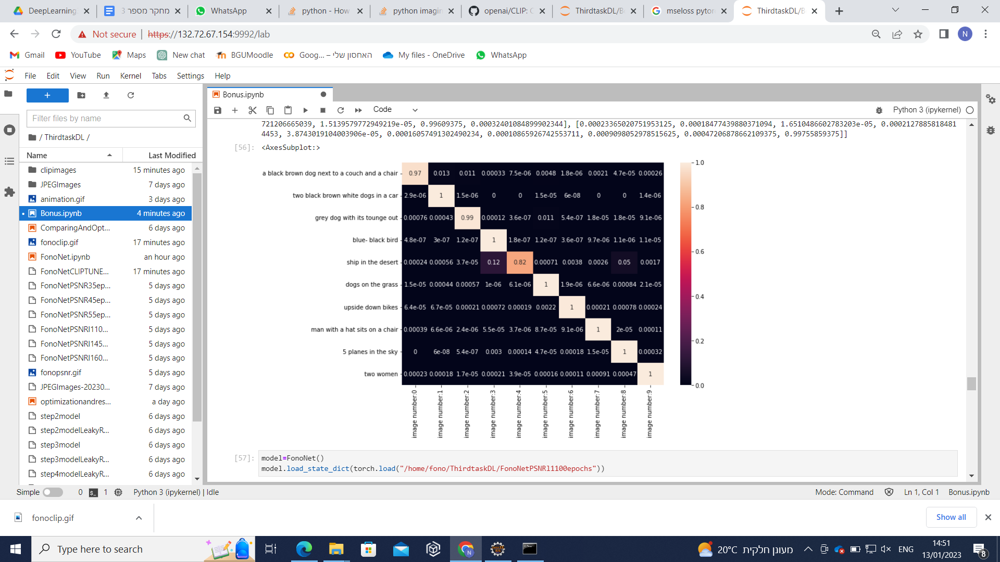 DeepLearning
מחקר מספר 3
WhatsApp
python - How
python imagin
openai/CLIP: C
ThirdtaskDL/B
mseloss pytor
ThirdtaskDL/B
Not secure | https://132.72.67.154:9992/lab
N
Gmail YouTube Maps New chat BGUMoodle Goog... – האחסון שלי My files - OneDrive WhatsApp
File Edit View Run Kernel Tabs Settings Help
Filter files by name
/ ThirdtaskDL /
Name Last Modified
clipimages 15 minutes ago
JPEGImages 7 days ago
animation.gif 3 days ago
Bonus.ipynb 4 minutes ago
ComparingAndOpt... 6 days ago
fonoclip.gif 17 minutes ago
FonoNet.ipynb an hour ago
FonoNetCLIPTUNE... 17 minutes ago
FonoNetPSNR35ep... 5 days ago
FonoNetPSNR45ep... 5 days ago
FonoNetPSNR55ep... 5 days ago
FonoNetPSNRl110... 5 days ago
FonoNetPSNRl145... 5 days ago
FonoNetPSNRl160... 5 days ago
fonopsnr.gif 5 days ago
JPEGImages-20230... 7 days ago
optimizationandres... a day ago
step2model 6 days ago
step2modelLeakyR... 6 days ago
step3model 6 days ago
step3modelLeakyR... 6 days ago
step4modelLeakyR... 6 days ago
Bonus.ipynb
Code
Python 3 (ipykernel)
721206665039, 1.5139579772949219e-05, 0.99609375, 0.00032401084899902344], [0.00023365020751953125, 0.00018477439880371094, 1.6510486602783203e-05, 0.0002127885818481
4453, 3.8743019104003906e-05, 0.00016057491302490234, 0.00010865926742553711, 0.0009098052978515625, 0.00047206878662109375, 0.99755859375]]
[56]: <AxesSubplot:>
a black brown dog next to a couch and a chair 0.97 0.013 0.011 0.00033 7.5e-06 0.0048 1.8e-06 0.0021 4.7e-05 0.00026
two black brown white dogs in a car 2.9e-06 1 1.5e-06 0 0 1.5e-05 6e-08 0 0 1.4e-06
grey dog with its tounge out 0.00076 0.00043 0.99 0.00012 3.6e-07 0.011 5.4e-07 1.8e-05 1.8e-05 9.1e-06
blue- black bird 4.8e-07 3e-07 1.2e-07 1 1.8e-07 1.2e-07 3.6e-07 9.7e-06 1.1e-06 1.1e-05
ship in the desert 0.00024 0.00056 3.7e-05 0.12 0.82 0.00071 0.0038 0.0026 0.05 0.0017
dogs on the grass 1.5e-05 0.00044 0.00057 1e-06 6.1e-06 1 1.9e-06 6.6e-06 0.00084 2.1e-05
upside down bikes 6.4e-05 6.7e-05 0.00021 0.00072 0.00019 0.0022 1 0.00021 0.00078 0.00024
man with a hat sits on a chair 0.00039 6.6e-06 2.4e-06 5.5e-05 3.7e-06 8.7e-05 9.1e-06 1 2e-05 0.00011
5 planes in the sky 0 6e-08 5.4e-07 0.003 0.00014 4.7e-05 0.00018 1.5e-05 1 0.00032
two women 0.00023 0.00018 1.7e-05 0.00021 3.9e-05 0.00016 0.00011 0.00091 0.00047 1
image number:0
image number:1
image number:2
image number:3
image number:4
image number:5
image number:6
image number:7
image number:8
image number:9
1.0
0.8
0.6
0.4
0.2
0.0
[57]: model=FonoNet()
model.load_state_dict(torch.load("/home/fono/ThirdtaskDL/FonoNetPSNRl1100epochs"))
Simple 0 1 Python 3 (ipykernel) | Idle Mode: Command Ln 1, Col 1 Bonus.ipynb
fonoclip.gif
Show all
Type here to search
20°C מעונן חלקית
ENG
14:51
13/01/2023
8